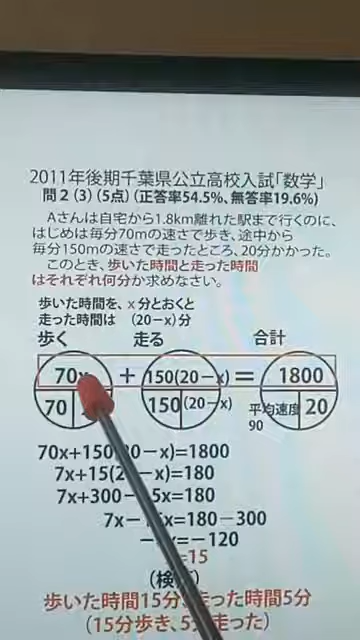 2011年後期千葉県公立高校入試「数学」
問2(3)(5点)(正答率54.5%、無答率19.6%)
Aさんは自宅から1.8km離れた駅まで行くのに、
はじめは毎分70mの速さで歩き、途中から
毎分150mの速さで走ったところ、20分かかった。
このとき、歩いた時間と走った時間
はそれぞれ何分か求めなさい。
歩いた時間を、x分とおくと
走った時間は (20-x)分
歩く 走る 合計
70x + 150(20-x) = 1800
70 150 (20-x) 平均速度 20
90
70x+150 0-x)=1800
7x+15(2 -x)=180
7x+300- 5x=180
7x- x=180-300
- x=-120
=15
(検
歩いた時間15分 走った時間5分
(15分歩き、5 走った)